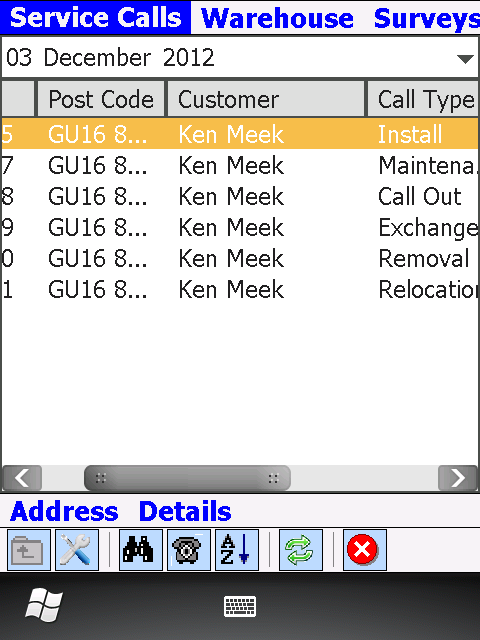 Service Calls Warehouse Surveys
03 December 2012
Post Code Customer Call Type
5 GU16 8... Ken Meek Install
7 GU16 8... Ken Meek Maintena.
8 GU16 8... Ken Meek Call Out
9 GU16 8... Ken Meek Exchange
0 GU16 8... Ken Meek Removal
1 GU16 8... Ken Meek Relocation
Address Details
A
Z